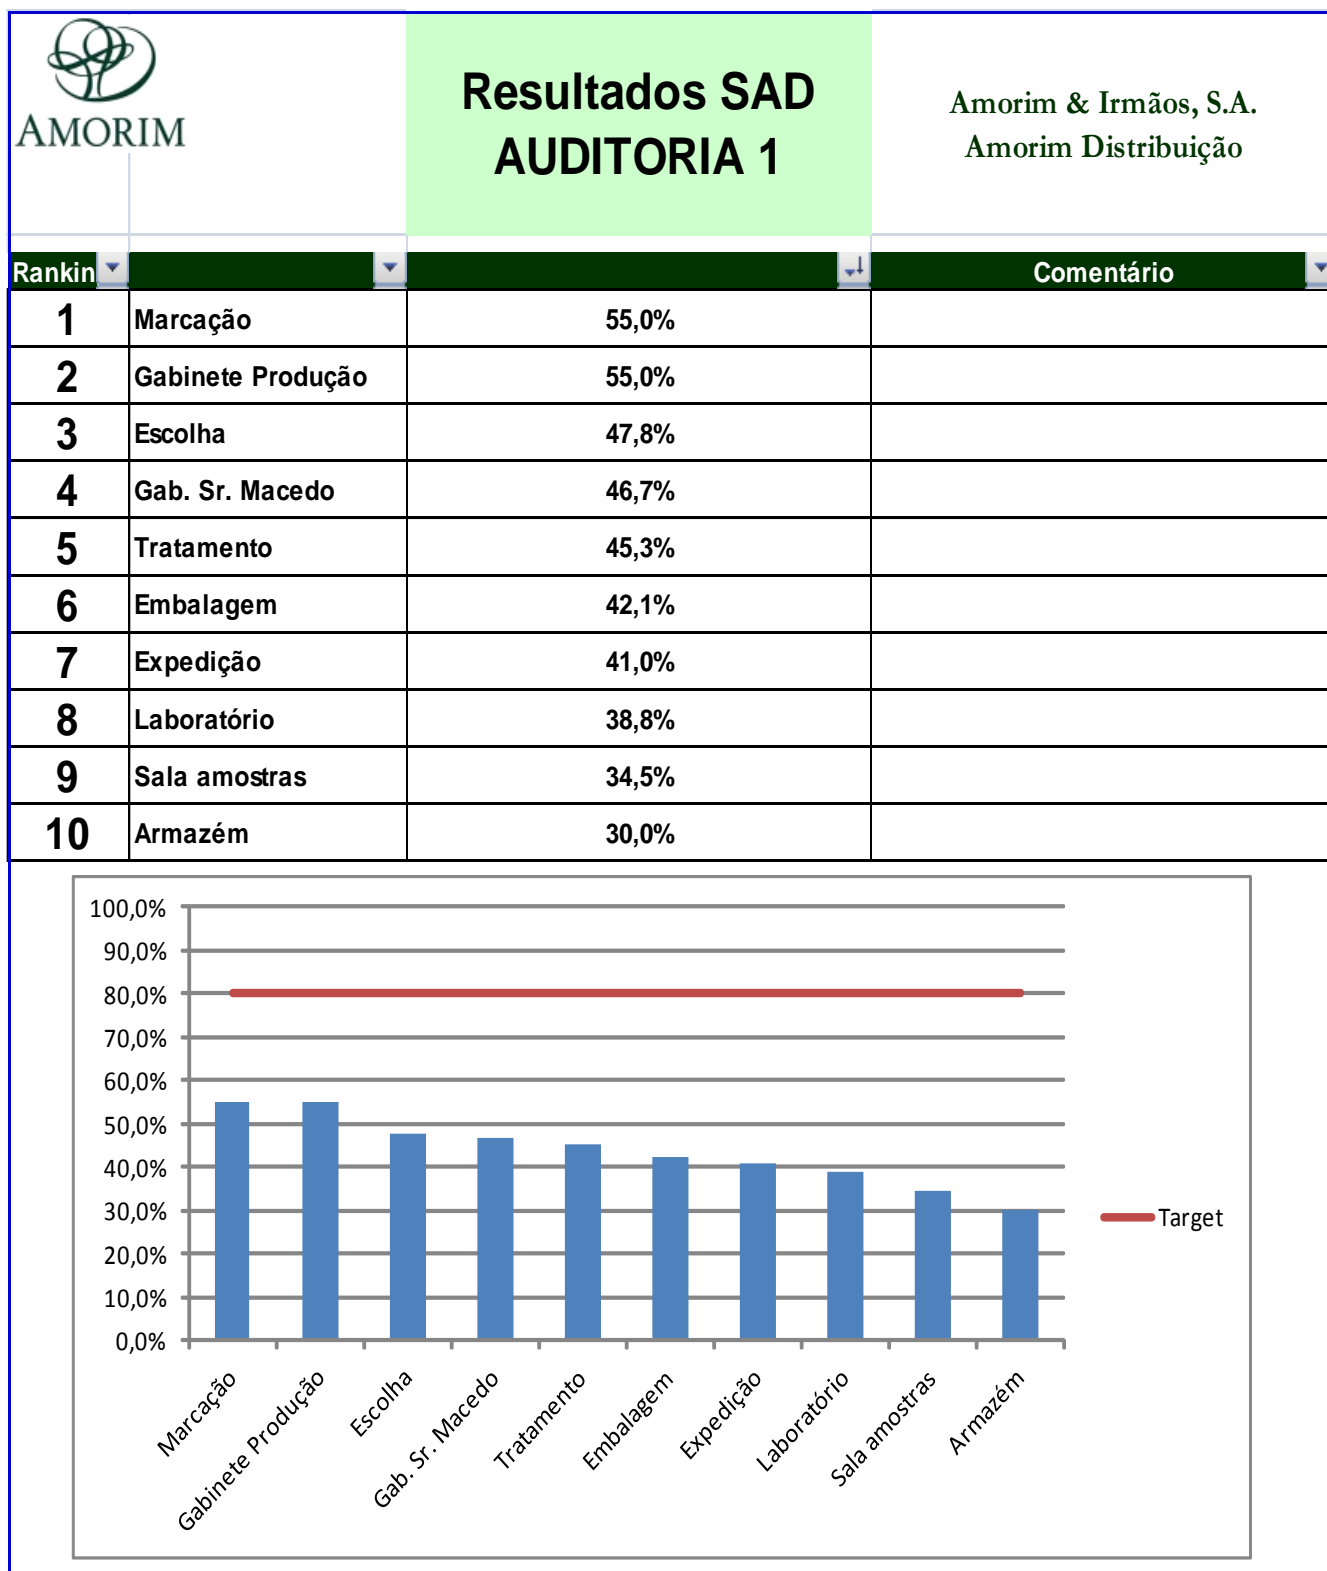 AMORIM
Resultados SAD
AUDITORIA 1
Amorim & Irmãos, S.A.
Amorim Distribuição
Rankin
Comentário
1 Marcação 55,0%
2 Gabinete Produção 55,0%
3 Escolha 47,8%
4 Gab. Sr. Macedo 46,7%
5 Tratamento 45,3%
6 Embalagem 42,1%
7 Expedição 41,0%
8 Laboratório 38,8%
9 Sala amostras 34,5%
10 Armazém 30,0%
100,0%
90,0%
80,0%
70,0%
60,0%
50,0%
40,0%
30,0%
20,0%
10,0%
0,0%
Marcação
Gabinete Produção
Escolha
Gab. Sr. Macedo
Tratamento
Embalagem
Expedição
Laboratório
Sala amostras
Armazém
Target